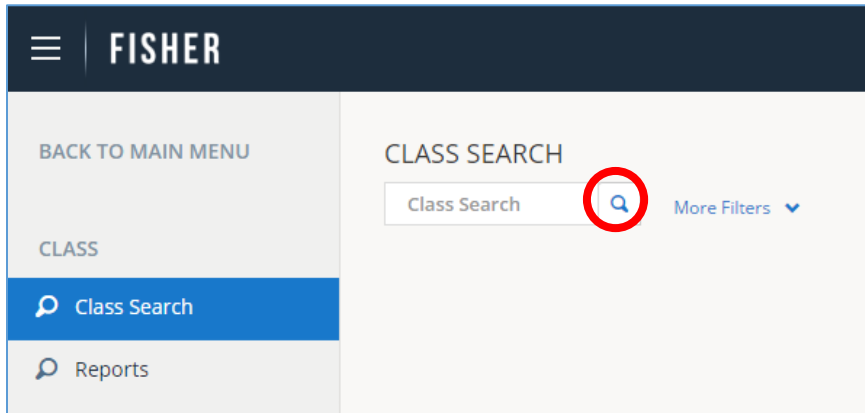 FISHER
BACK TO MAIN MENU
CLASS
Class Search
Reports
CLASS SEARCH
Class Search
More Filters